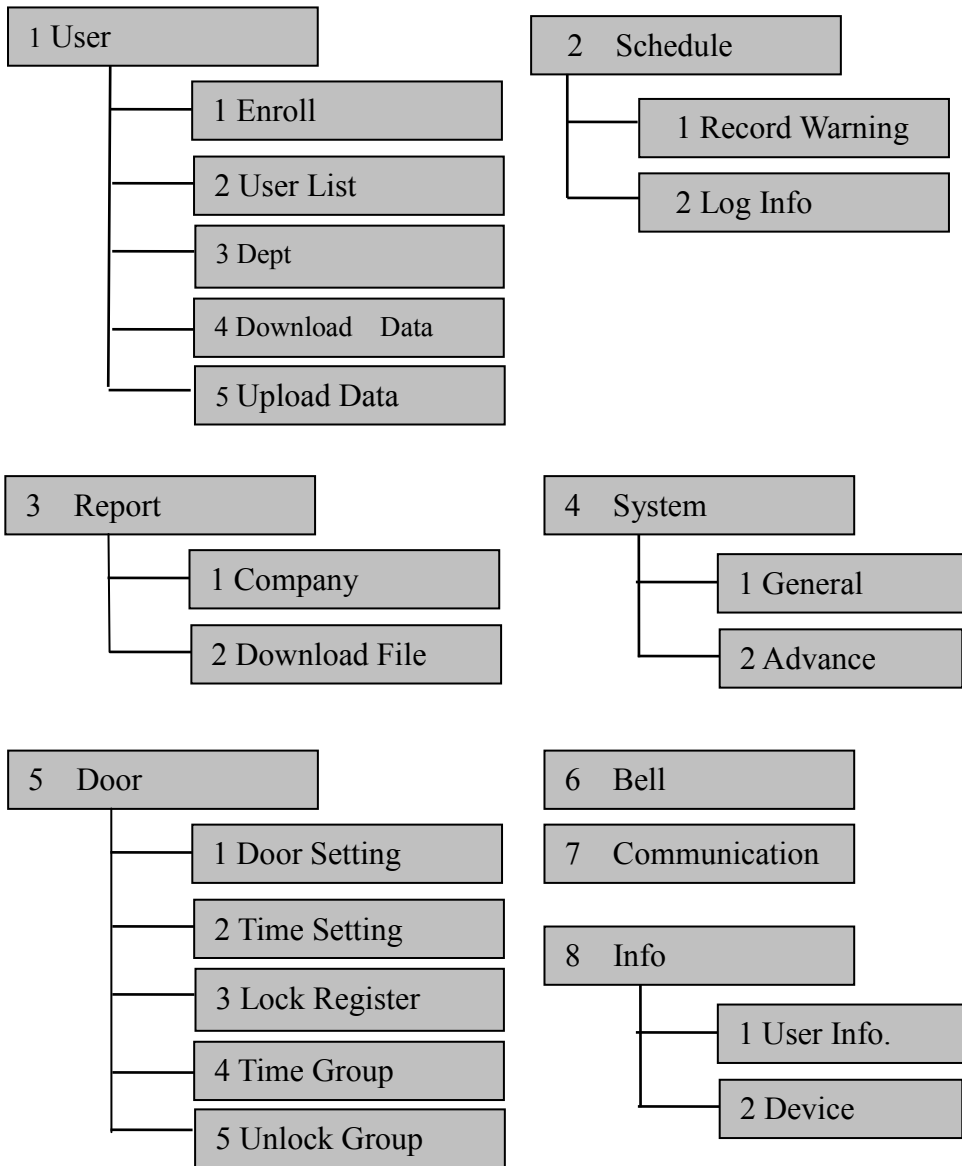 1 User
1 Enroll
2 User List
3 Dept
4 Download Data
5 Upload Data
2 Schedule
1 Record Warning
2 Log Info
3 Report
1 Company
2 Download File
4 System
1 General
2 Advance
5 Door
1 Door Setting
2 Time Setting
3 Lock Register
4 Time Group
5 Unlock Group
6 Bell
7 Communication
8 Info
1 User Info.
2 Device